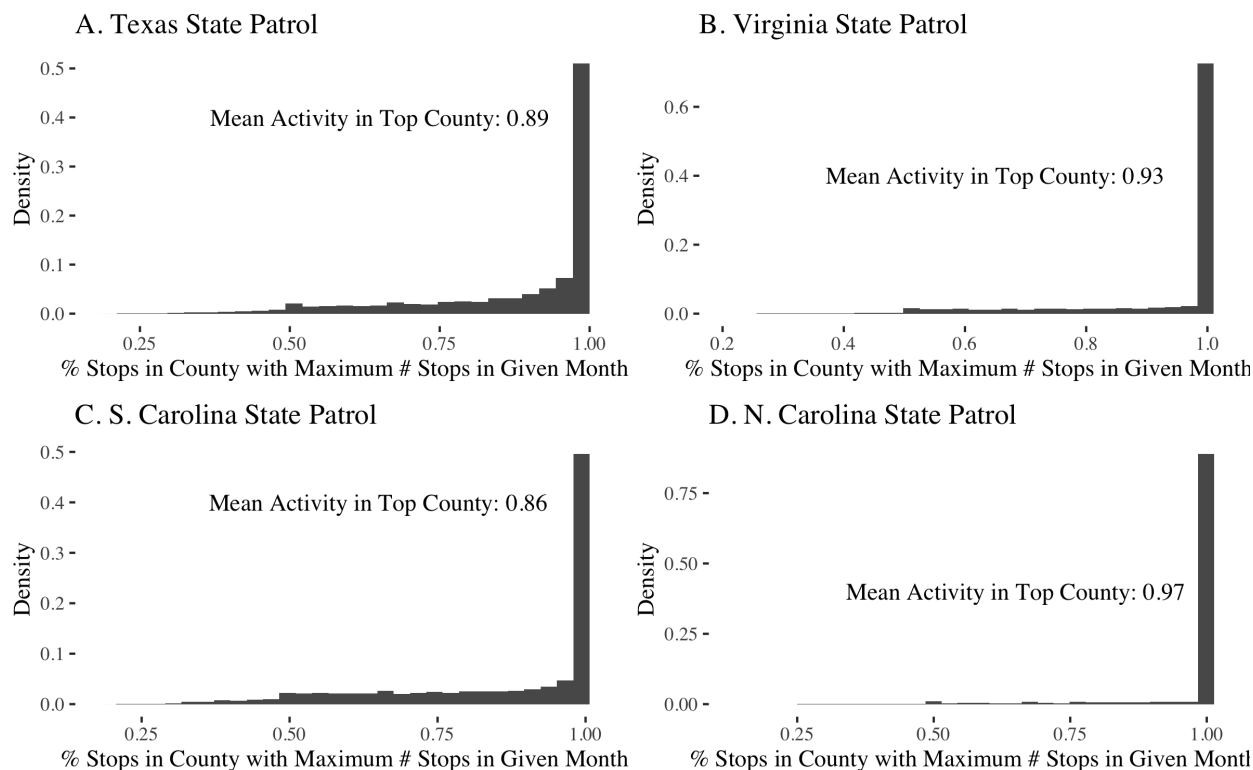 A. Texas State Patrol
0.5
0.4
0.3
0.2
0.1
0.0
Density
Mean Activity in Top County: 0.89
0.25 0.50 0.75 1.00
% Stops in County with Maximum # Stops in Given Month
B. Virginia State Patrol
0.6
0.4
0.2
0.0
Density
Mean Activity in Top County: 0.93
0.2 0.4 0.6 0.8 1.0
% Stops in County with Maximum # Stops in Given Month
C. S. Carolina State Patrol
0.5
0.4
0.3
0.2
0.1
0.0
Density
Mean Activity in Top County: 0.86
0.25 0.50 0.75 1.00
% Stops in County with Maximum # Stops in Given Month
D. N. Carolina State Patrol
0.75
0.50
0.25
0.00
Density
Mean Activity in Top County: 0.97
0.25 0.50 0.75 1.00
% Stops in County with Maximum # Stops in Given Month